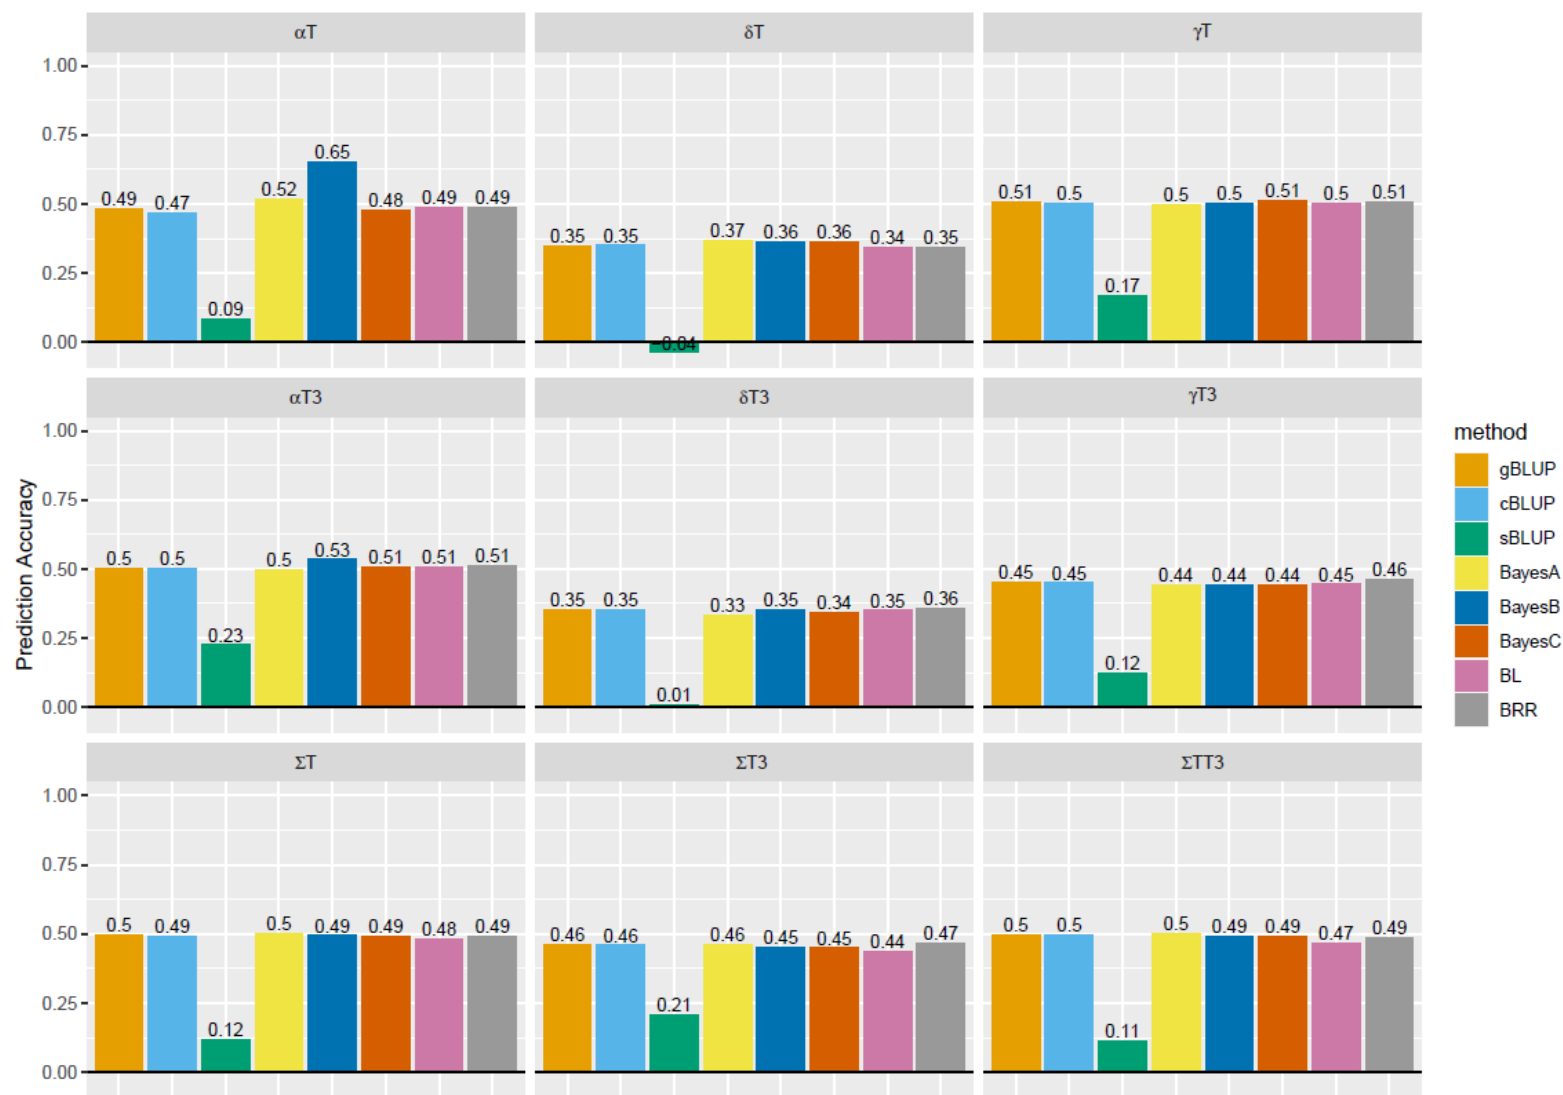 αT δT γT
1.00
0.75
0.50
0.25
0.00
0.49 0.47 0.09 0.52 0.65 0.48 0.49 0.49
0.35 0.35 −0.04 0.37 0.36 0.36 0.34 0.35
0.51 0.5 0.17 0.5 0.5 0.51 0.5 0.51
αT3 δT3 γT3
1.00
0.75
0.50
0.25
0.00
0.5 0.5 0.23 0.5 0.53 0.51 0.51 0.51
0.35 0.35 0.01 0.33 0.35 0.34 0.35 0.36
0.45 0.45 0.12 0.44 0.44 0.44 0.45 0.46
ΣT ΣT3 ΣTT3
1.00
0.75
0.50
0.25
0.00
0.5 0.49 0.12 0.5 0.49 0.49 0.48 0.49
0.46 0.46 0.21 0.46 0.45 0.45 0.44 0.47
0.5 0.5 0.11 0.5 0.49 0.49 0.47 0.49
Prediction Accuracy
method
gBLUP
cBLUP
sBLUP
BayesA
BayesB
BayesC
BL
BRR